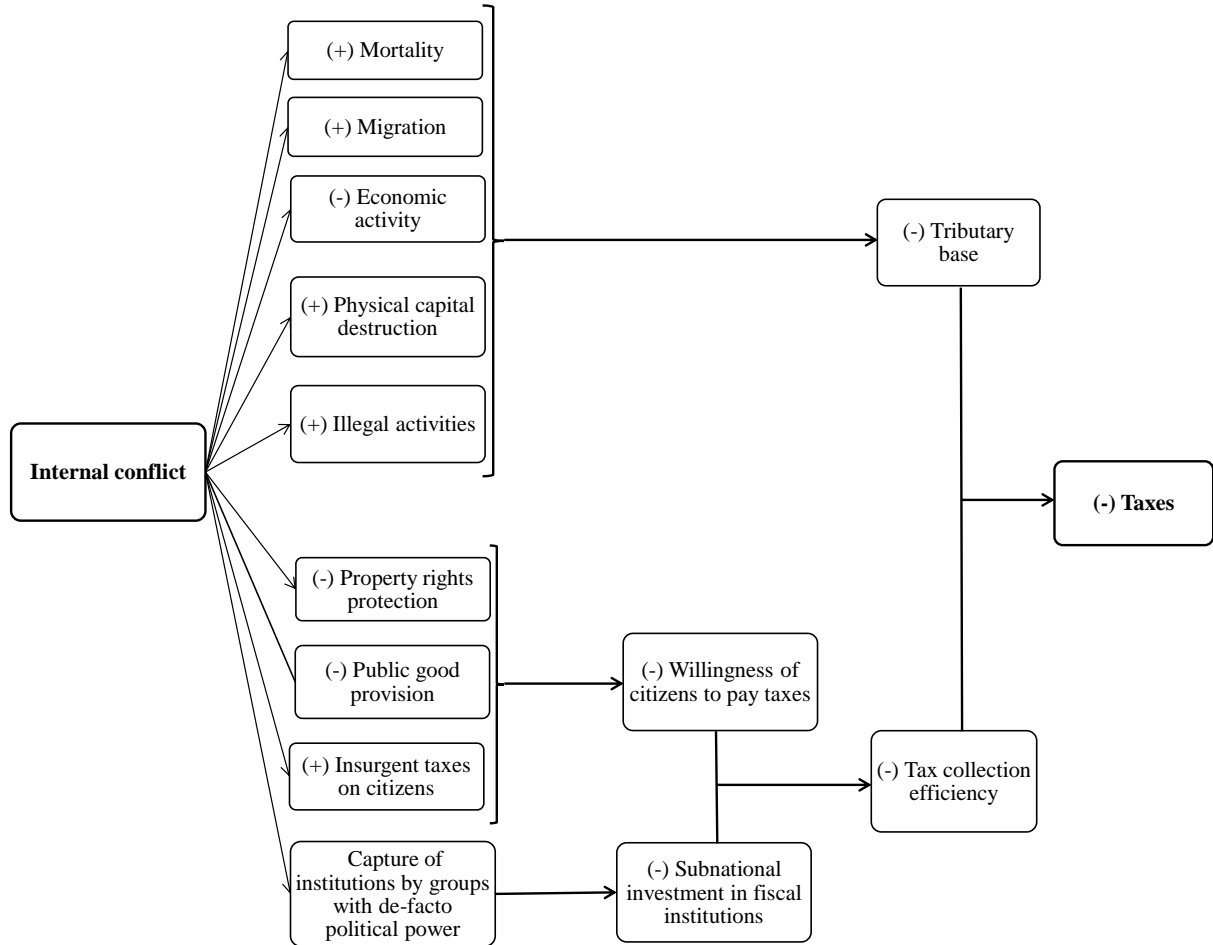 (+) Mortality
(+) Migration
(-) Economic
activity
(+) Physical capital
destruction
(+) Illegal activities
Internal conflict
(-) Property rights
protection
(-) Public good
provision
(+) Insurgent taxes
on citizens
Capture of
institutions by groups
with de-facto
political power
(-) Willingness of
citizens to pay taxes
(-) Subnational
investment in fiscal
institutions
(-) Tributary
base
(-) Tax collection
efficiency
(-) Taxes